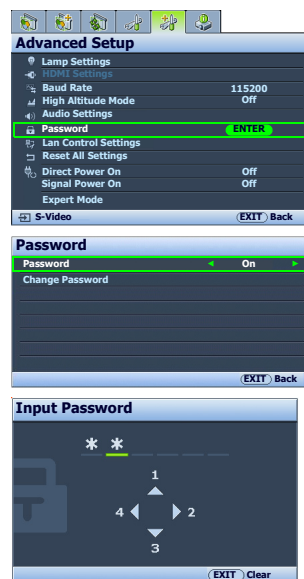 Advanced Setup
Lamp Settings
HDMI Settings
Baud Rate 115200
High Altitude Mode Off
Audio Settings
Password ENTER
Lan Control Settings
Reset All Settings
Direct Power On Off
Signal Power On Off
Expert Mode
S-Video EXIT Back
Password
Password On
Change Password
EXIT Back
Input Password
* *
1
4 2
3
EXIT Clear